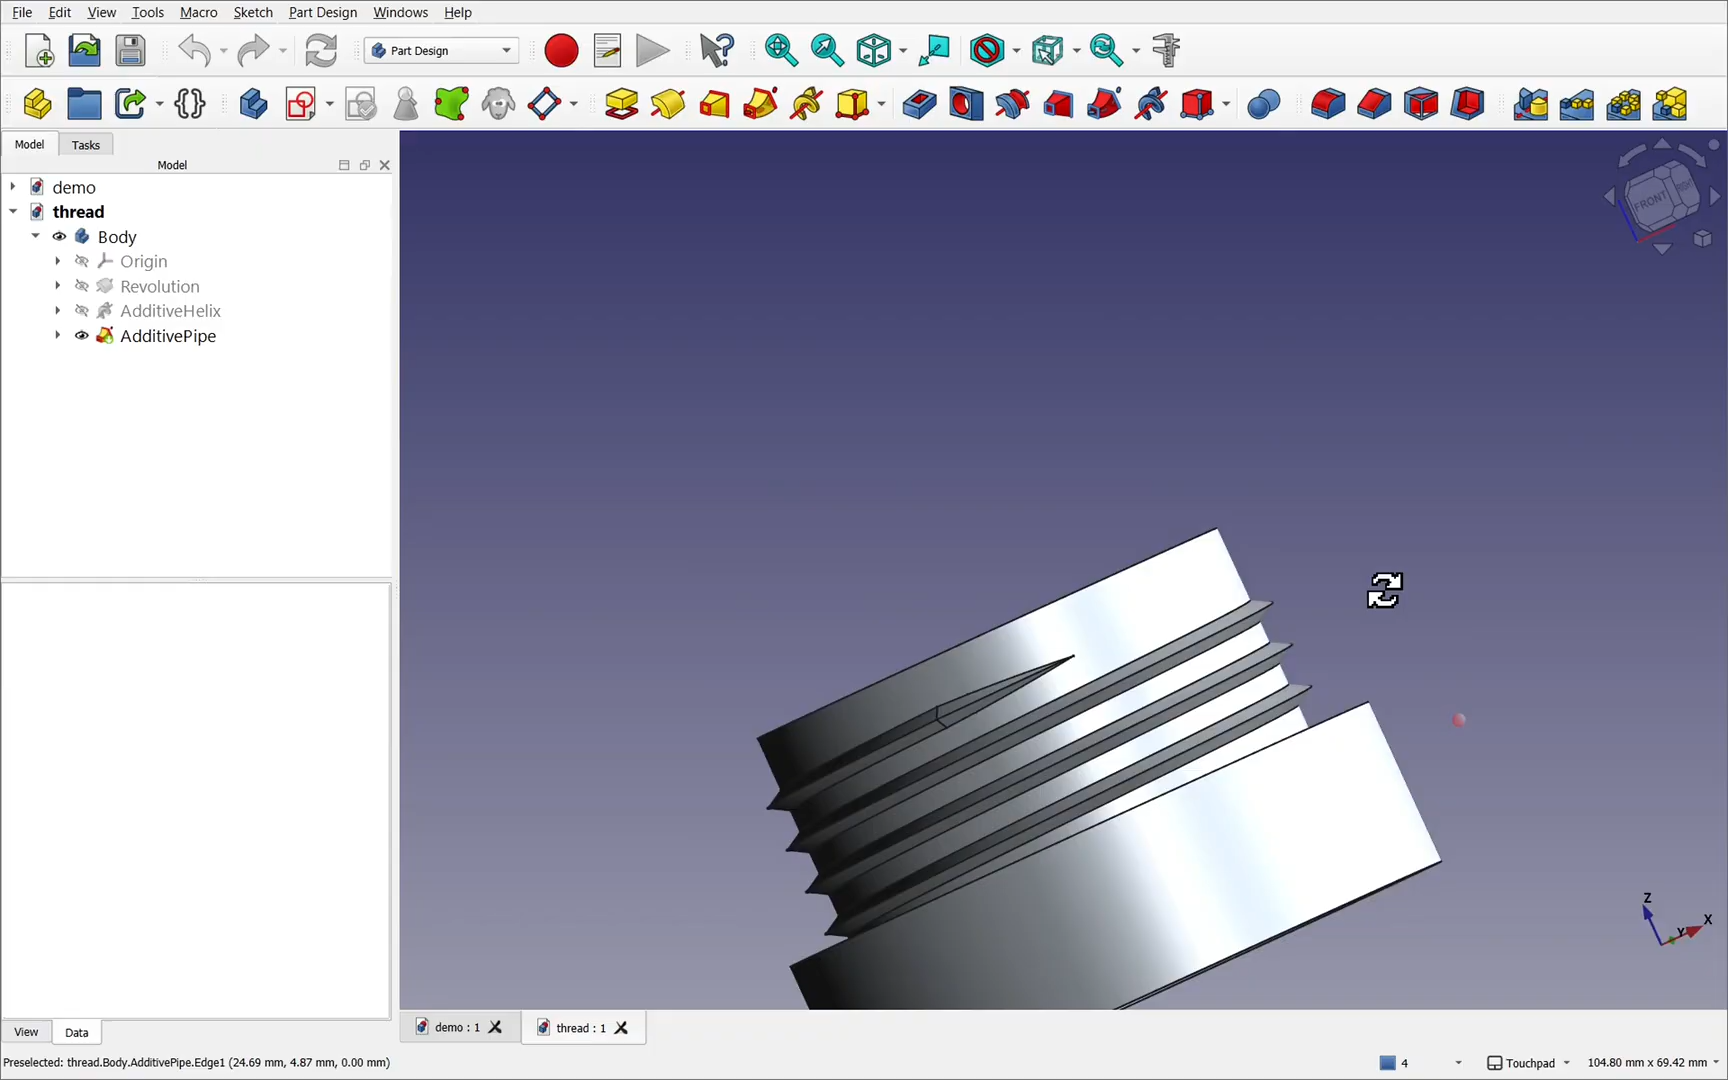 File Edit View Tools Macro Sketch Part Design Windows Help
Part Design
Model Tasks
Model
demo
thread
Body
Origin
Revolution
AdditiveHelix
AdditivePipe
FRONT
Z
X
Y
View Data
demo : 1
thread : 1
Preselected: thread.Body.AdditivePipe.Edge1 (24.69 mm, 4.87 mm, 0.00 mm)
4
Touchpad
104.80 mm x 69.42 mm